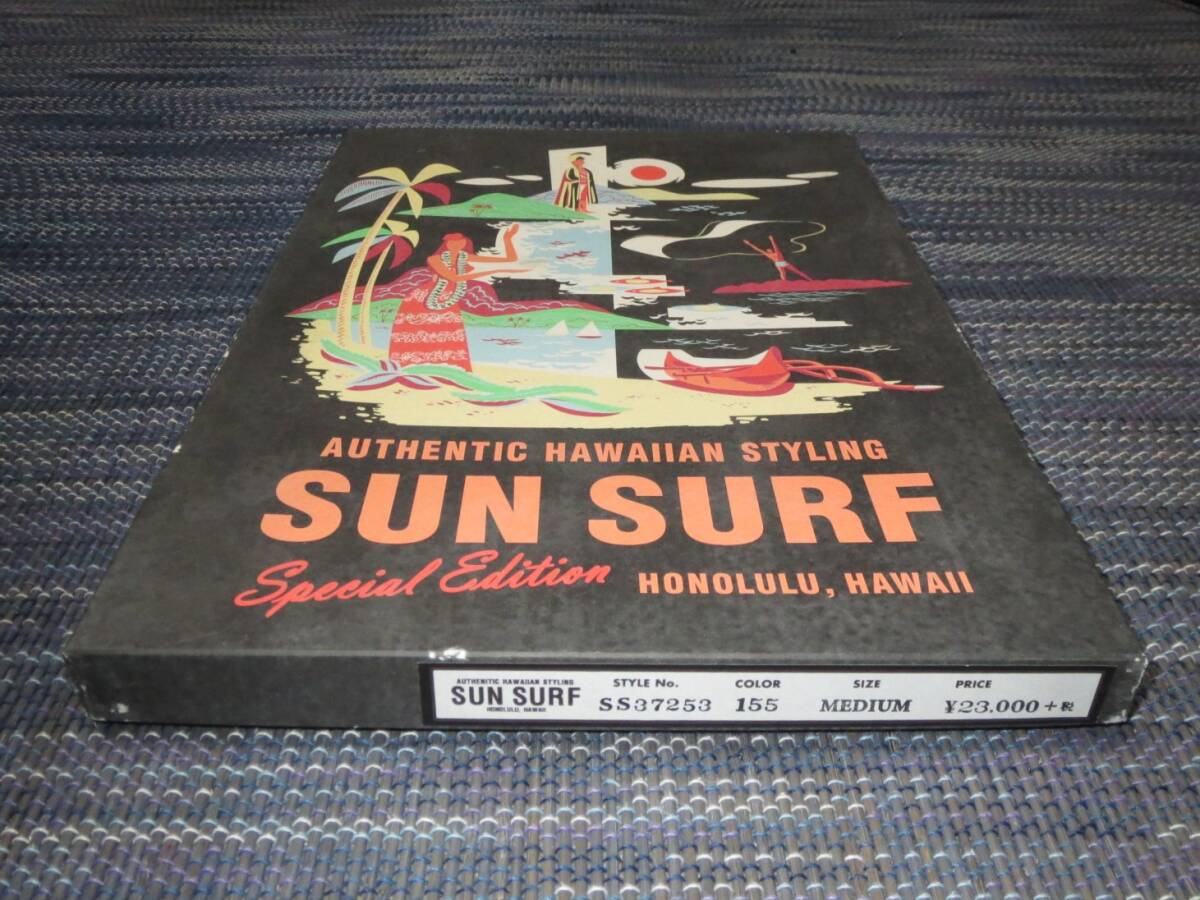 AUTHENTIC HAWAIIAN STYLING
SUN SURF
Special Edition HONOLULU, HAWAII
AUTHENTIC HAWAIIAN STYLING
SUN SURF
HONOLULU, HAWAII
STYLE No. COLOR SIZE PRICE
SS37253 155 MEDIUM ¥23,000+税